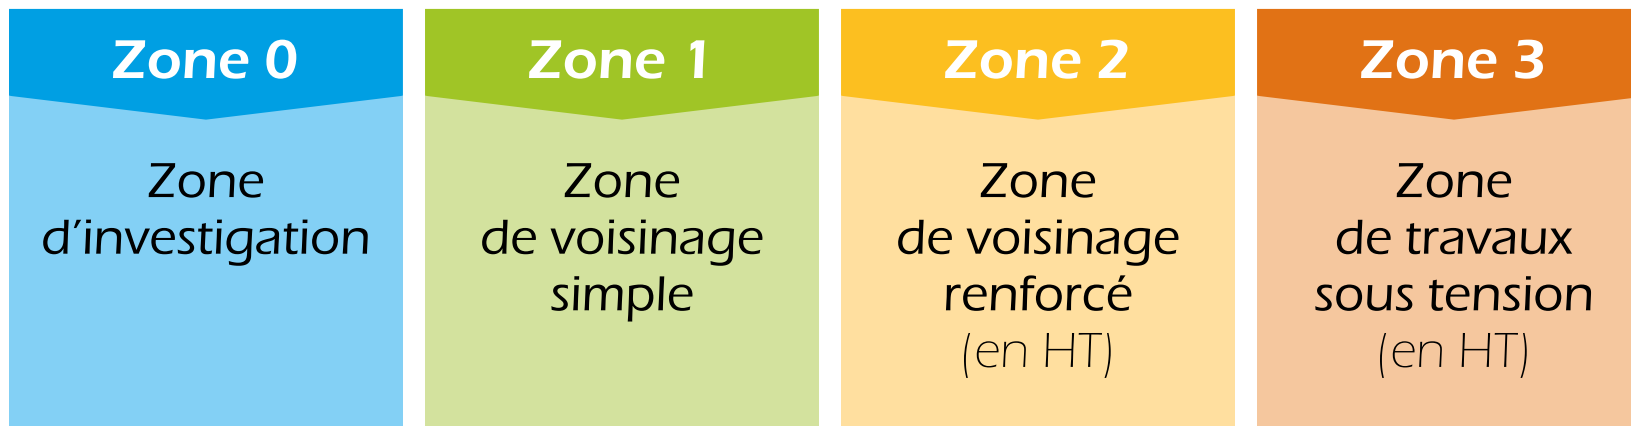 Zone 0
Zone
d’investigation
Zone 1
Zone
de voisinage
simple
Zone 2
Zone
de voisinage
renforcé
(en HT)
Zone 3
Zone
de travaux
sous tension
(en HT)